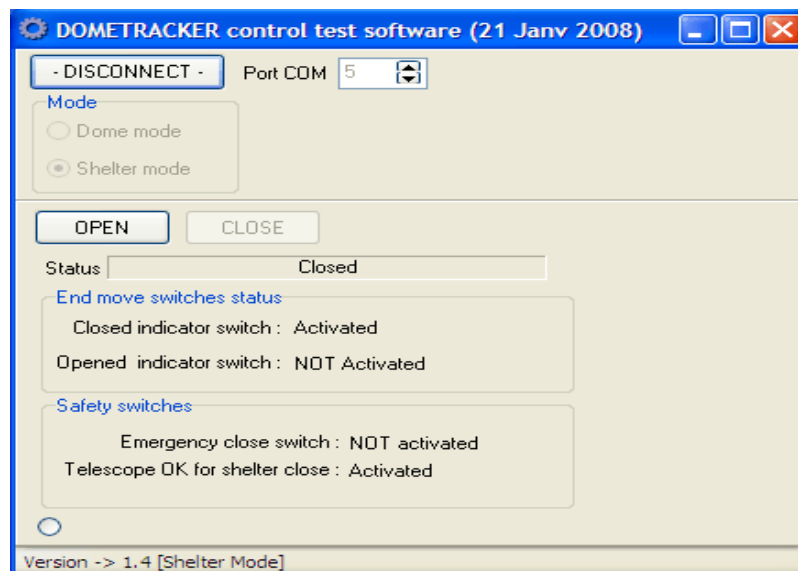 DOMETRACKER control test software (21 Janv 2008)
- DISCONNECT - Port COM 5
Mode
Dome mode
Shelter mode
OPEN CLOSE
Status Closed
End move switches status
Closed indicator switch : Activated
Opened indicator switch : NOT Activated
Safety switches
Emergency close switch : NOT activated
Telescope OK for shelter close : Activated
Version -> 1.4 [Shelter Mode]